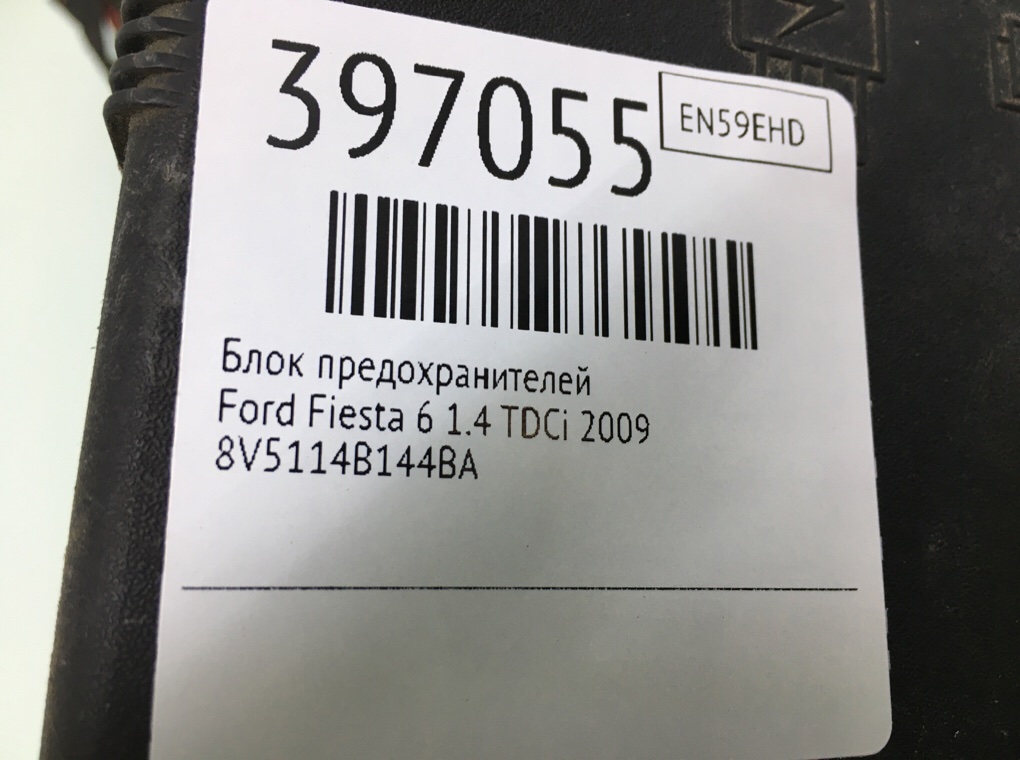 397055
EN59EHD
Блок предохранителей
Ford Fiesta 6 1.4 TDCi 2009
8V5114B144BA